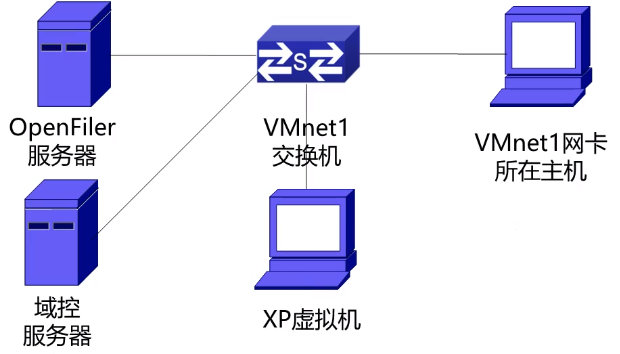 S
OpenFiler
服务器
VMnet1
交换机
VMnet1网卡
所在主机
域控
服务器
XP虚拟机